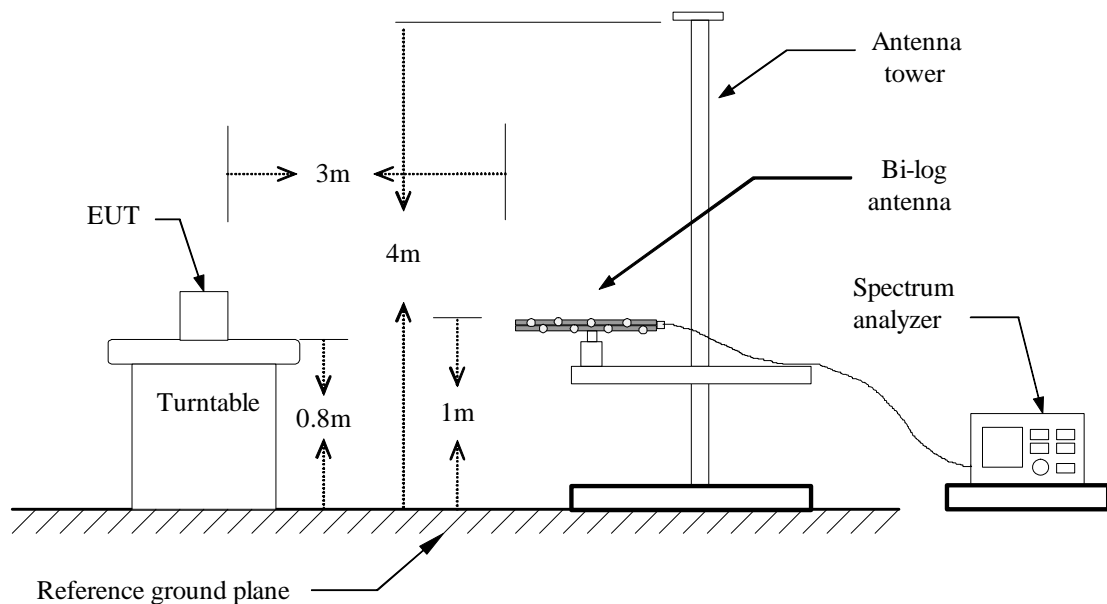 Antenna
tower
3m
Bi-log
antenna
EUT
4m
Spectrum
analyzer
Turntable
0.8m
1m
Reference ground plane